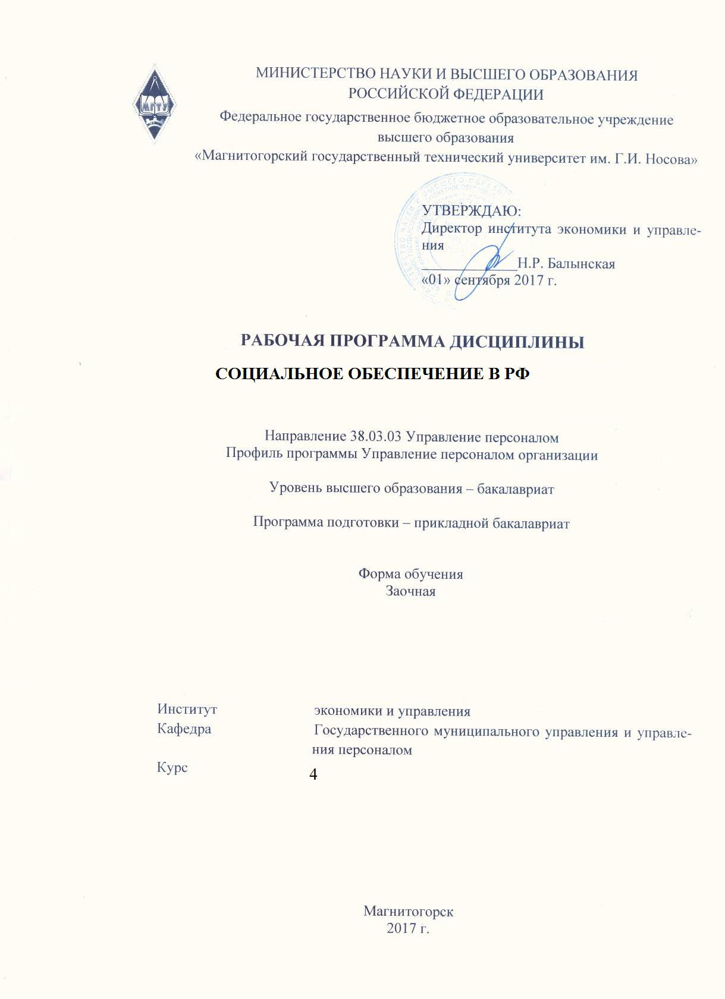 МИНИСТЕРСТВО НАУКИ И ВЫСШЕГО ОБРАЗОВАНИЯ
РОССИЙСКОЙ ФЕДЕРАЦИИ
Федеральное государственное бюджетное образовательное учреждение
высшего образования
«Магнитогорский государственный технический университет им. Г.И. Носова»
МГТУ
УТВЕРЖДАЮ:
Директор института экономики и управле-
ния
Н.Р. Балынская
«01» сентября 2017 г.
РАБОЧАЯ ПРОГРАММА ДИСЦИПЛИНЫ
СОЦИАЛЬНОЕ ОБЕСПЕЧЕНИЕ В РФ
Направление 38.03.03 Управление персоналом
Профиль программы Управление персоналом организации
Уровень высшего образования – бакалавриат
Программа подготовки – прикладной бакалавриат
Форма обучения
Заочная
Институт экономики и управления
Кафедра Государственного муниципального управления и управле-
ния персоналом
Курс 4
Магнитогорск
2017 г.